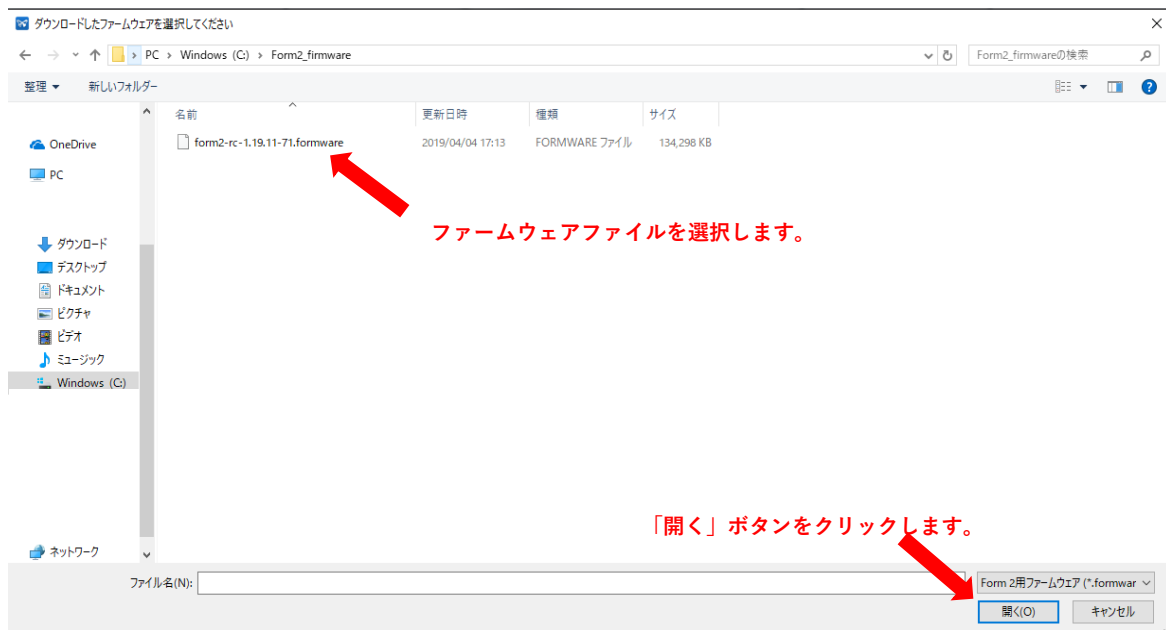 ダウンロードしたファームウェアを選択してください
PC › Windows (C:) › Form2_firmware
Form2_firmwareの検索
整理 新しいフォルダー
名前 更新日時 種類 サイズ
OneDrive
form2-rc-1.19.11-71.formware 2019/04/04 17:13 FORMWARE ファイル 134,298 KB
PC
ファームウェアファイルを選択します。
ダウンロード
デスクトップ
ドキュメント
ピクチャ
ビデオ
ミュージック
Windows (C:)
「開く」ボタンをクリックします。
ネットワーク
ファイル名(N):
Form 2用ファームウェア (*.formwar
開く(O) キャンセル